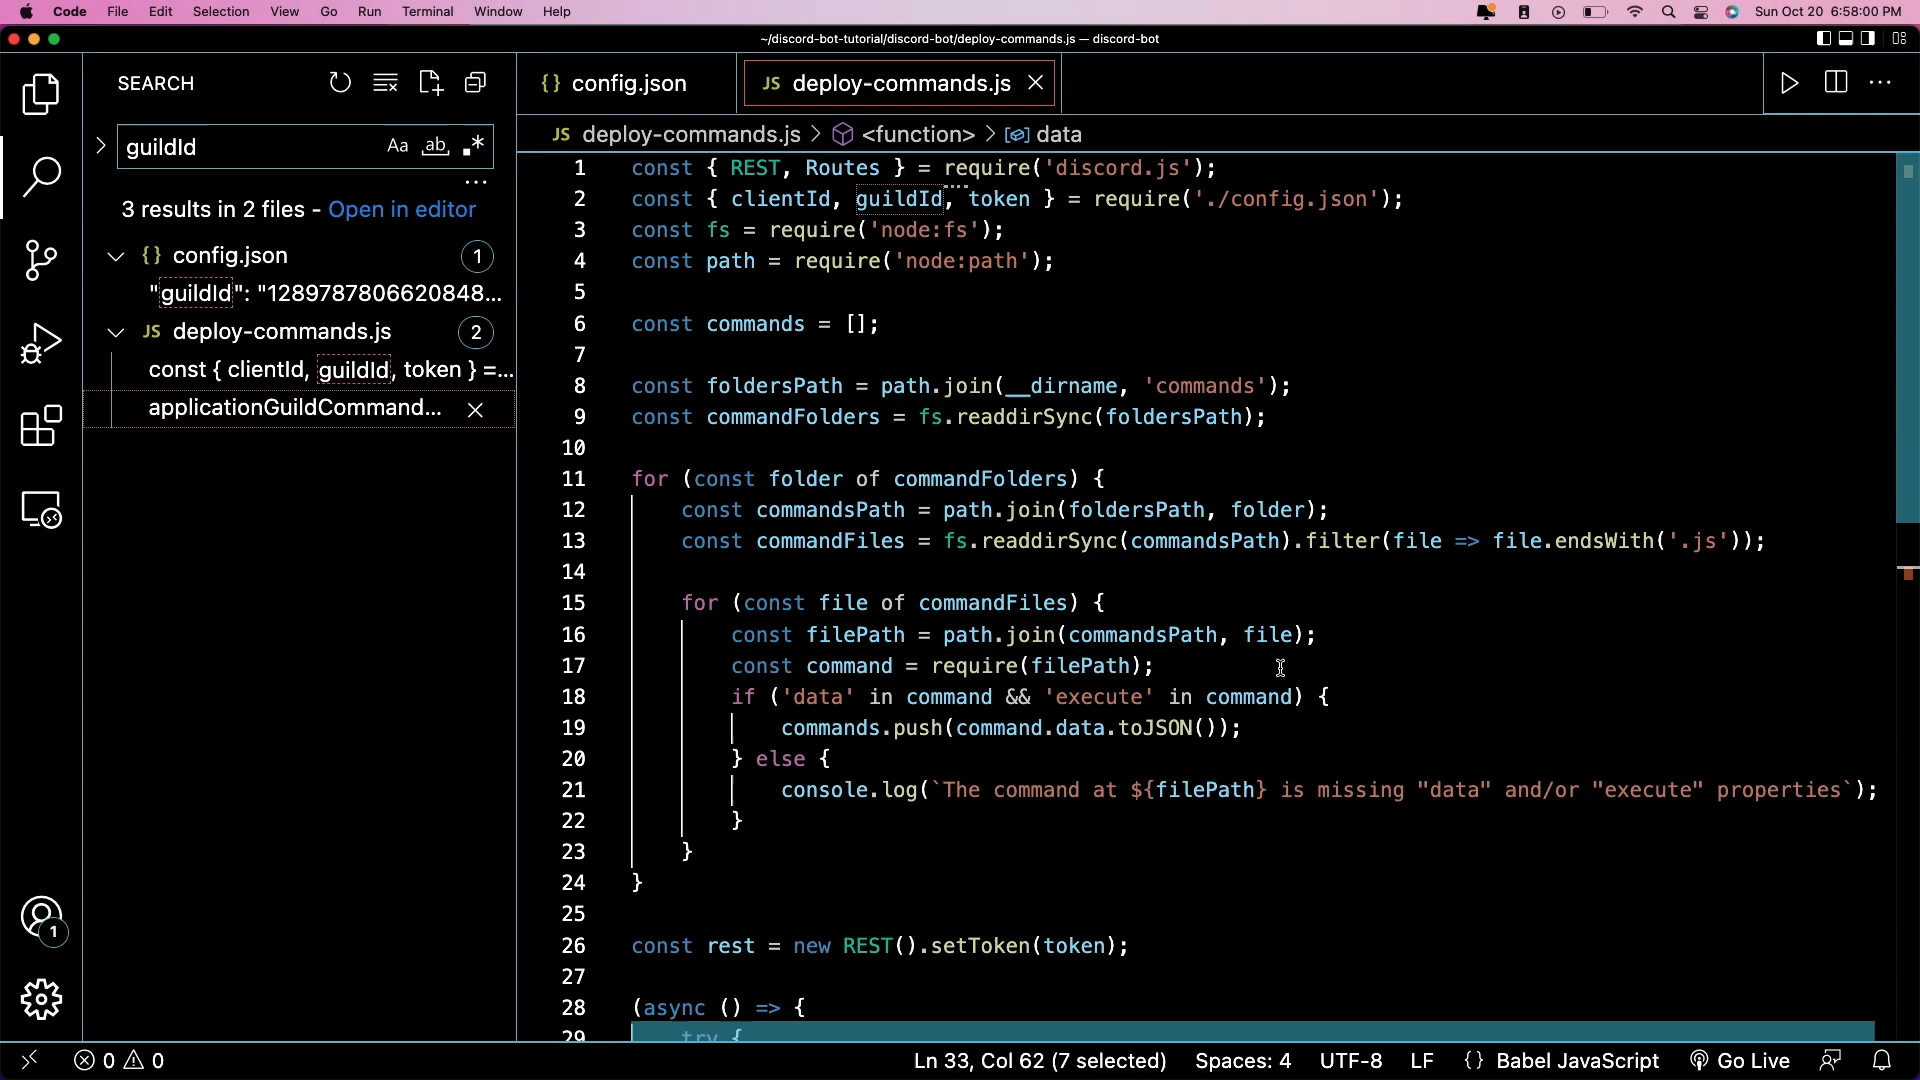 Code File Edit Selection View Go Run Terminal Window Help Sun Oct 20 6:58:00 PM
~/discord-bot-tutorial/discord-bot/deploy-commands.js — discord-bot
SEARCH
guildId Aa ab .*
3 results in 2 files - Open in editor
{} config.json 1
"guildId": "1289787806620848...
JS deploy-commands.js 2
const { clientId, guildId, token } =...
applicationGuildCommand...
1
{} config.json JS deploy-commands.js
JS deploy-commands.js > <function> > data
1 const { REST, Routes } = require('discord.js');
2 const { clientId, guildId, token } = require('./config.json');
3 const fs = require('node:fs');
4 const path = require('node:path');
5
6 const commands = [];
7
8 const foldersPath = path.join(__dirname, 'commands');
9 const commandFolders = fs.readdirSync(foldersPath);
10
11 for (const folder of commandFolders) {
12 const commandsPath = path.join(foldersPath, folder);
13 const commandFiles = fs.readdirSync(commandsPath).filter(file => file.endsWith('.js'));
14
15 for (const file of commandFiles) {
16 const filePath = path.join(commandsPath, file);
17 const command = require(filePath);
18 if ('data' in command && 'execute' in command) {
19 commands.push(command.data.toJSON());
20 } else {
21 console.log(`The command at ${filePath} is missing "data" and/or "execute" properties`);
22 }
23 }
24 }
25
26 const rest = new REST().setToken(token);
27
28 (async () => {
29 try {
0 0 Ln 33, Col 62 (7 selected) Spaces: 4 UTF-8 LF {} Babel JavaScript Go Live